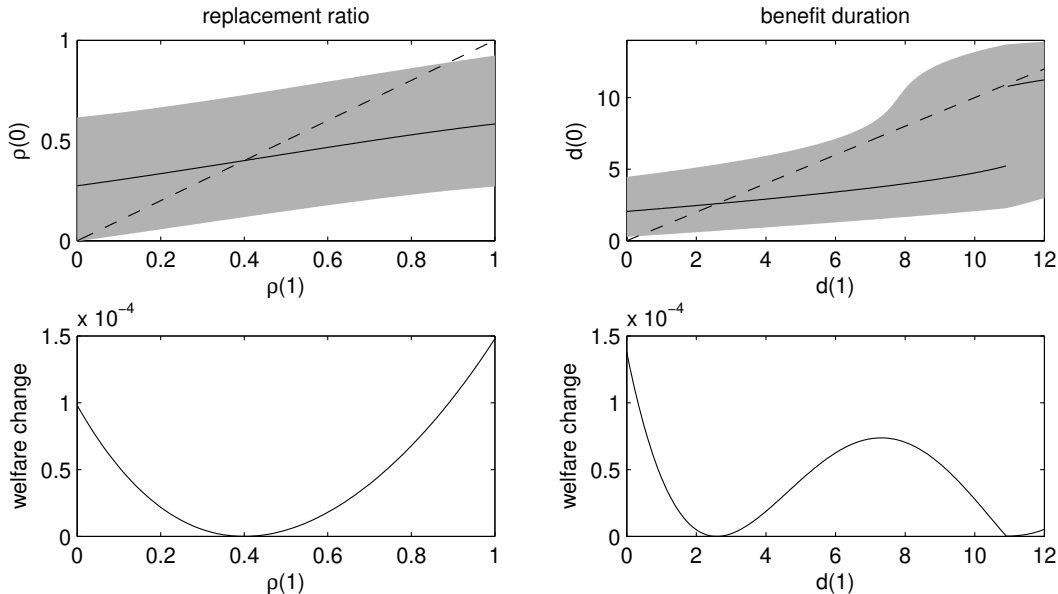 replacement ratio
1
0.5
0
ρ(0)
0 0.2 0.4 0.6 0.8 1
ρ(1)
benefit duration
10
5
0
d(0)
0 2 4 6 8 10 12
d(1)
x 10⁻⁴
1.5
1
0.5
0
welfare change
0 0.2 0.4 0.6 0.8 1
ρ(1)
x 10⁻⁴
1.5
1
0.5
0
welfare change
0 2 4 6 8 10 12
d(1)